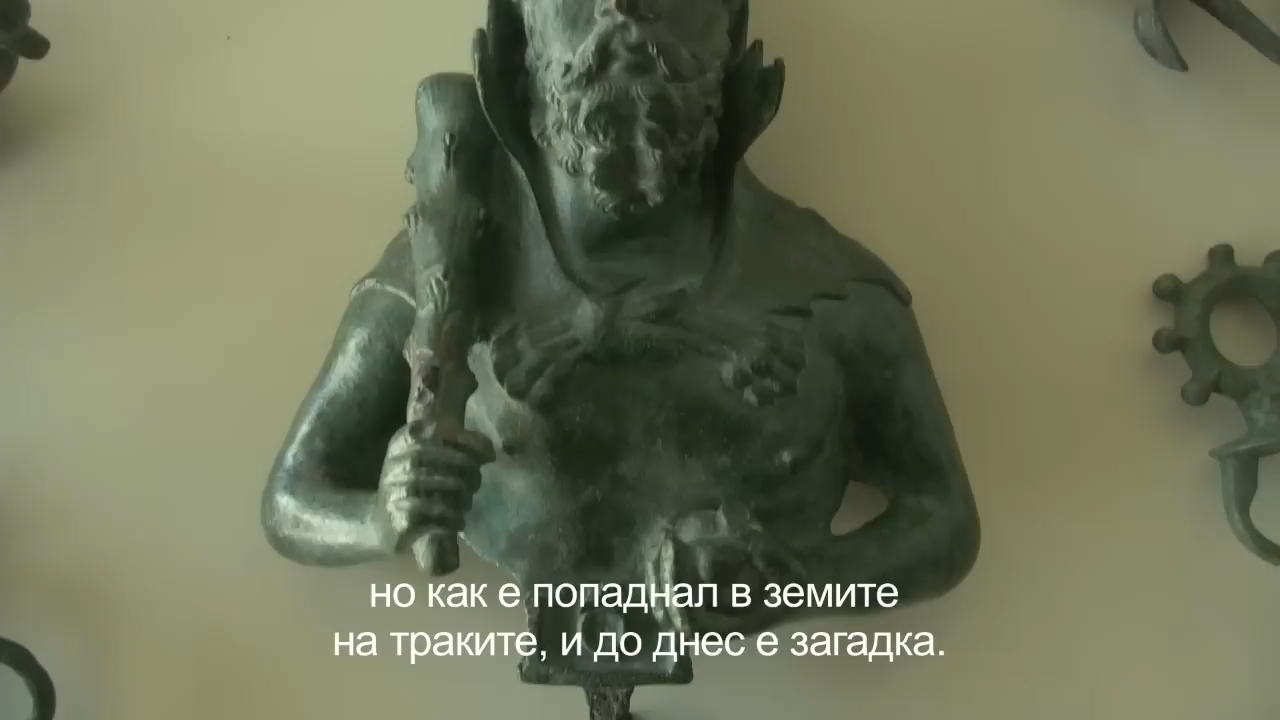 но как е попаднал в земите
на траките, и до днес е загадка.